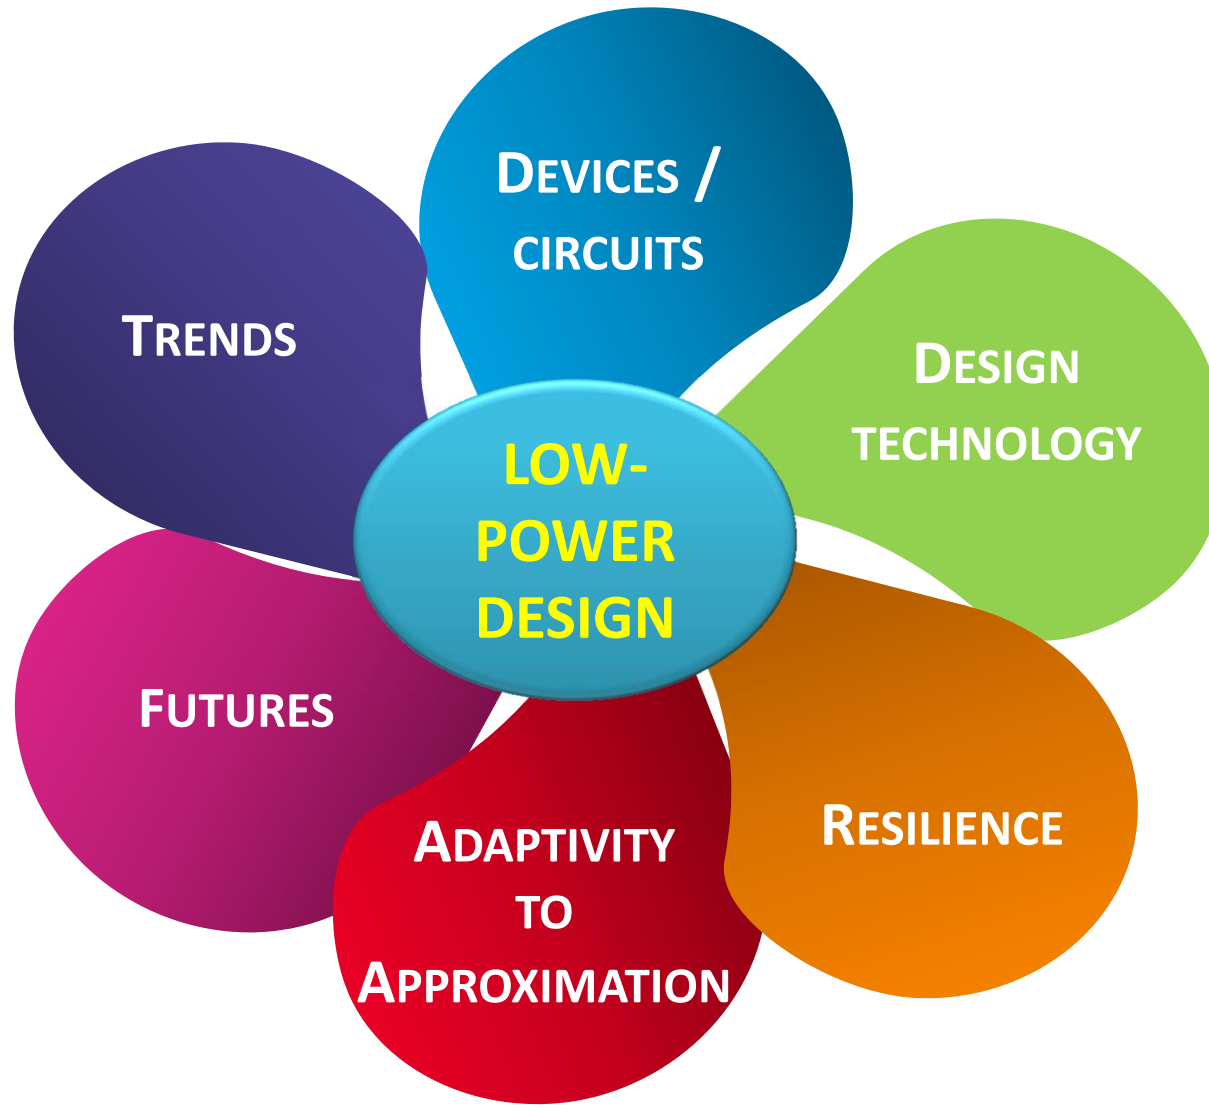 DEVICES /
CIRCUITS
TRENDS
DESIGN
TECHNOLOGY
LOW-
POWER
DESIGN
FUTURES
RESILIENCE
ADAPTIVITY
TO
APPROXIMATION